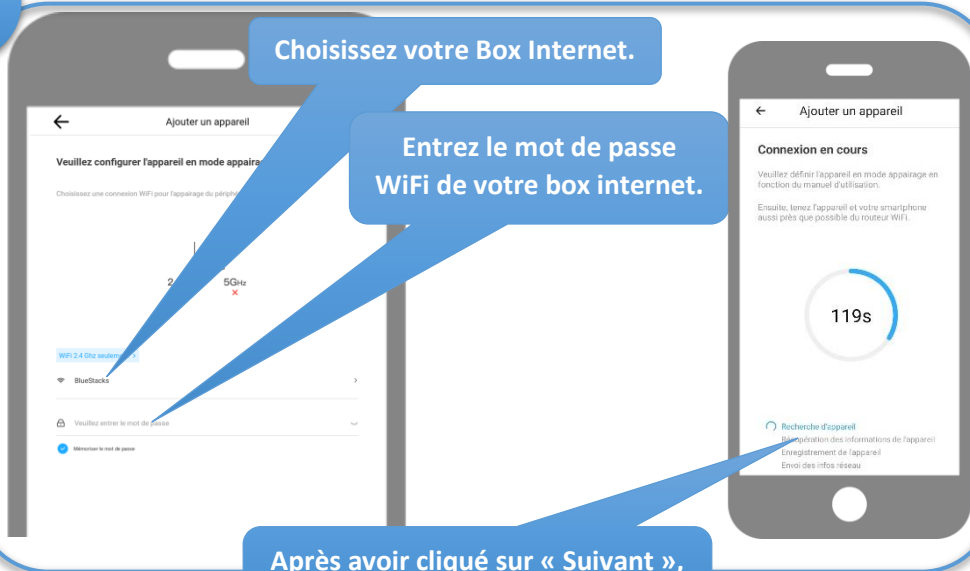 Choisissez votre Box Internet.
Entrez le mot de passe
WiFi de votre box internet.
Ajouter un appareil
Veuillez configurer l'appareil en mode
Choisissez une connexion WiFi pour l'appairage du
5GHz
WiFi 2.4 Ghz
BlueStacks
Veuillez entrer le mot de passe
Mémoriser le mot de passe
Ajouter un appareil
Connexion en cours
Veuillez définir l'appareil en mode appairage en
fonction du manuel d'utilisation.
Ensuite, tenez l'appareil et votre smartphone
aussi près que possible du routeur WiFi.
119s
Recherche d'appareil
Récupération des informations de l'appareil
Enregistrement de l'appareil
Envoi des infos réseau
Après avoir cliqué sur « Suivant »,